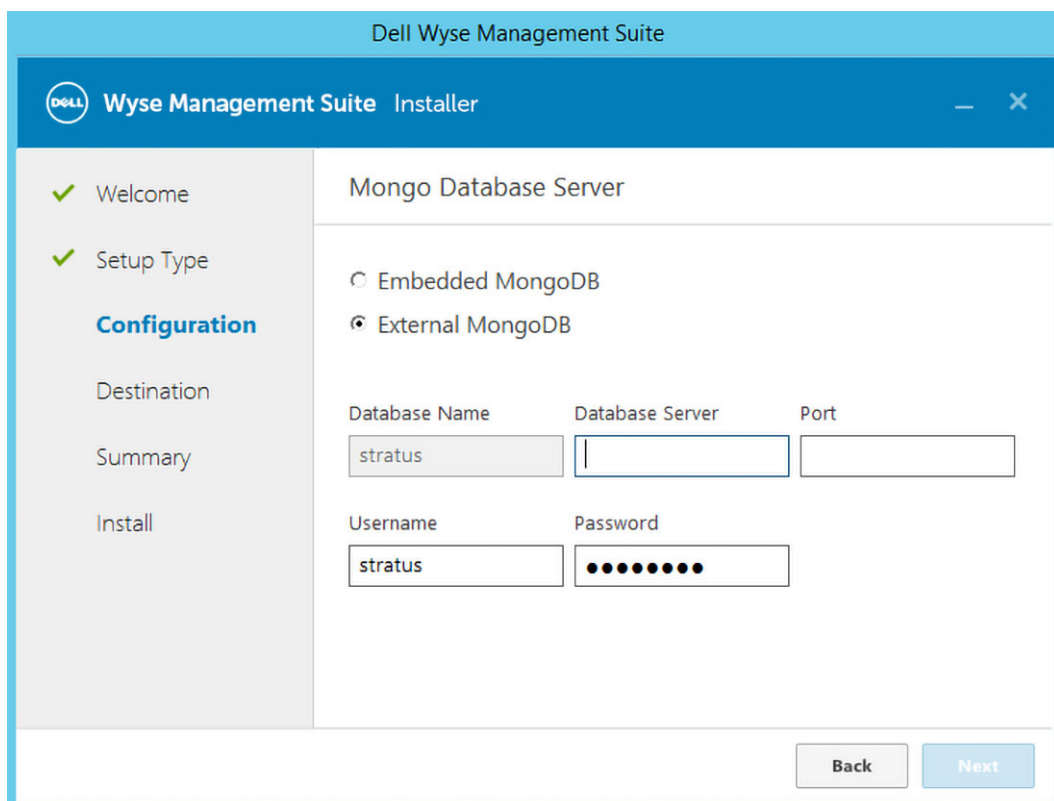 Dell Wyse Management Suite
DELL Wyse Management Suite Installer
Welcome
Setup Type
Configuration
Destination
Summary
Install
Mongo Database Server
Embedded MongoDB
External MongoDB
Database Name Database Server Port
stratus
Username Password
stratus ●●●●●●●●
Back Next